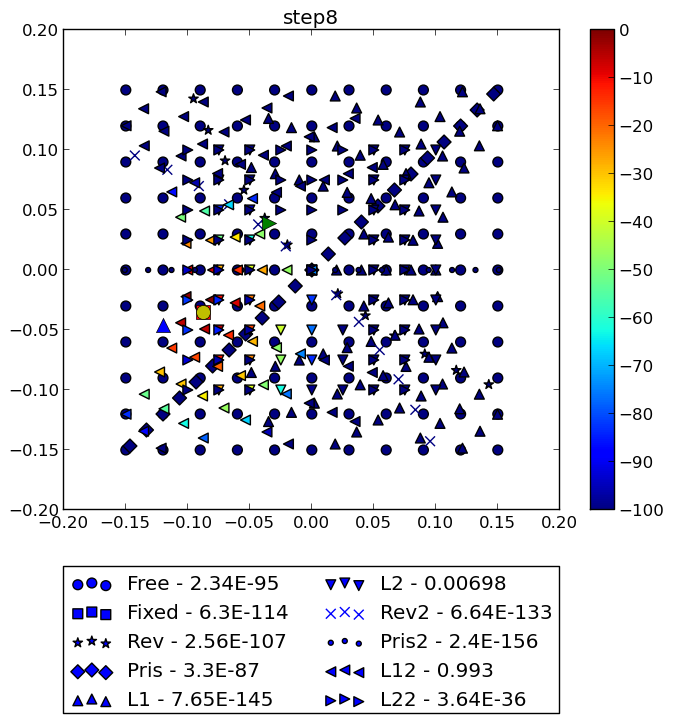 step8
0.20
0.15
0.10
0.05
0.00
−0.05
−0.10
−0.15
−0.20
−0.20 −0.15 −0.10 −0.05 0.00 0.05 0.10 0.15 0.20
0
−10
−20
−30
−40
−50
−60
−70
−80
−90
−100
Free - 2.34E-95
Fixed - 6.3E-114
Rev - 2.56E-107
Pris - 3.3E-87
L1 - 7.65E-145
L2 - 0.00698
Rev2 - 6.64E-133
Pris2 - 2.4E-156
L12 - 0.993
L22 - 3.64E-36